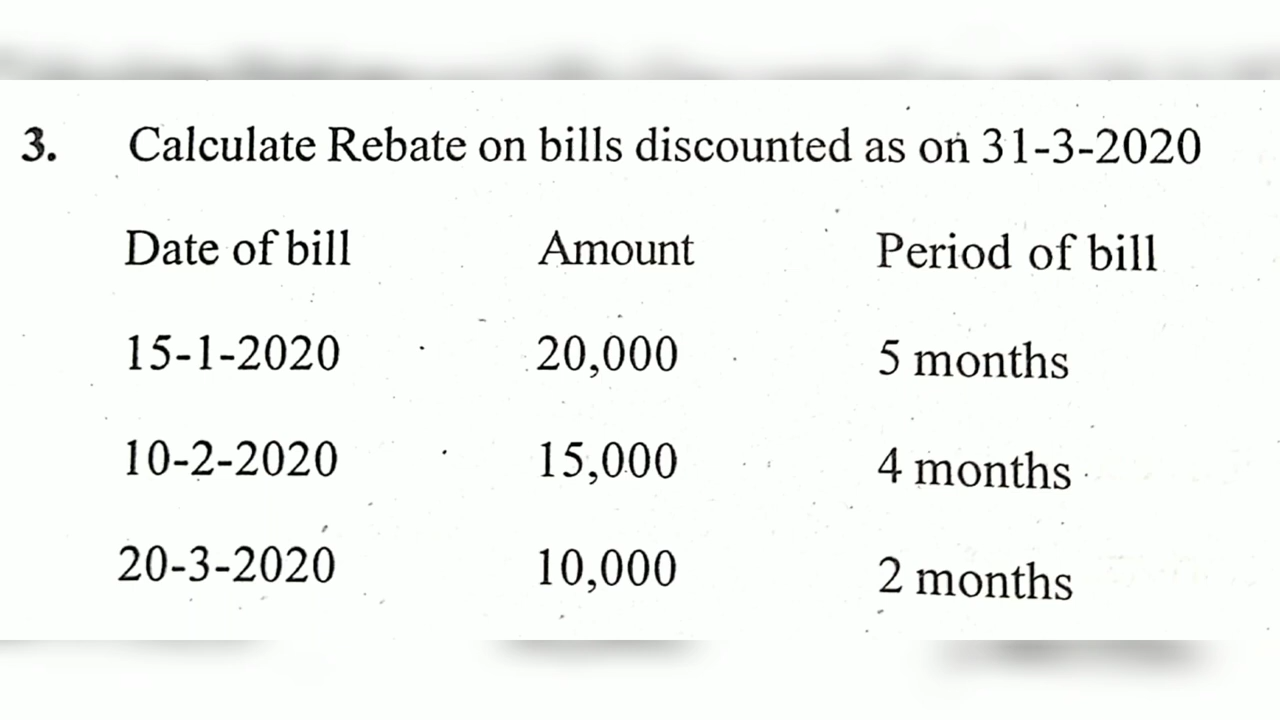 3. Calculate Rebate on bills discounted as on 31-3-2020
Date of bill Amount Period of bill
15-1-2020 20,000 5 months
10-2-2020 15,000 4 months
20-3-2020 10,000 2 months